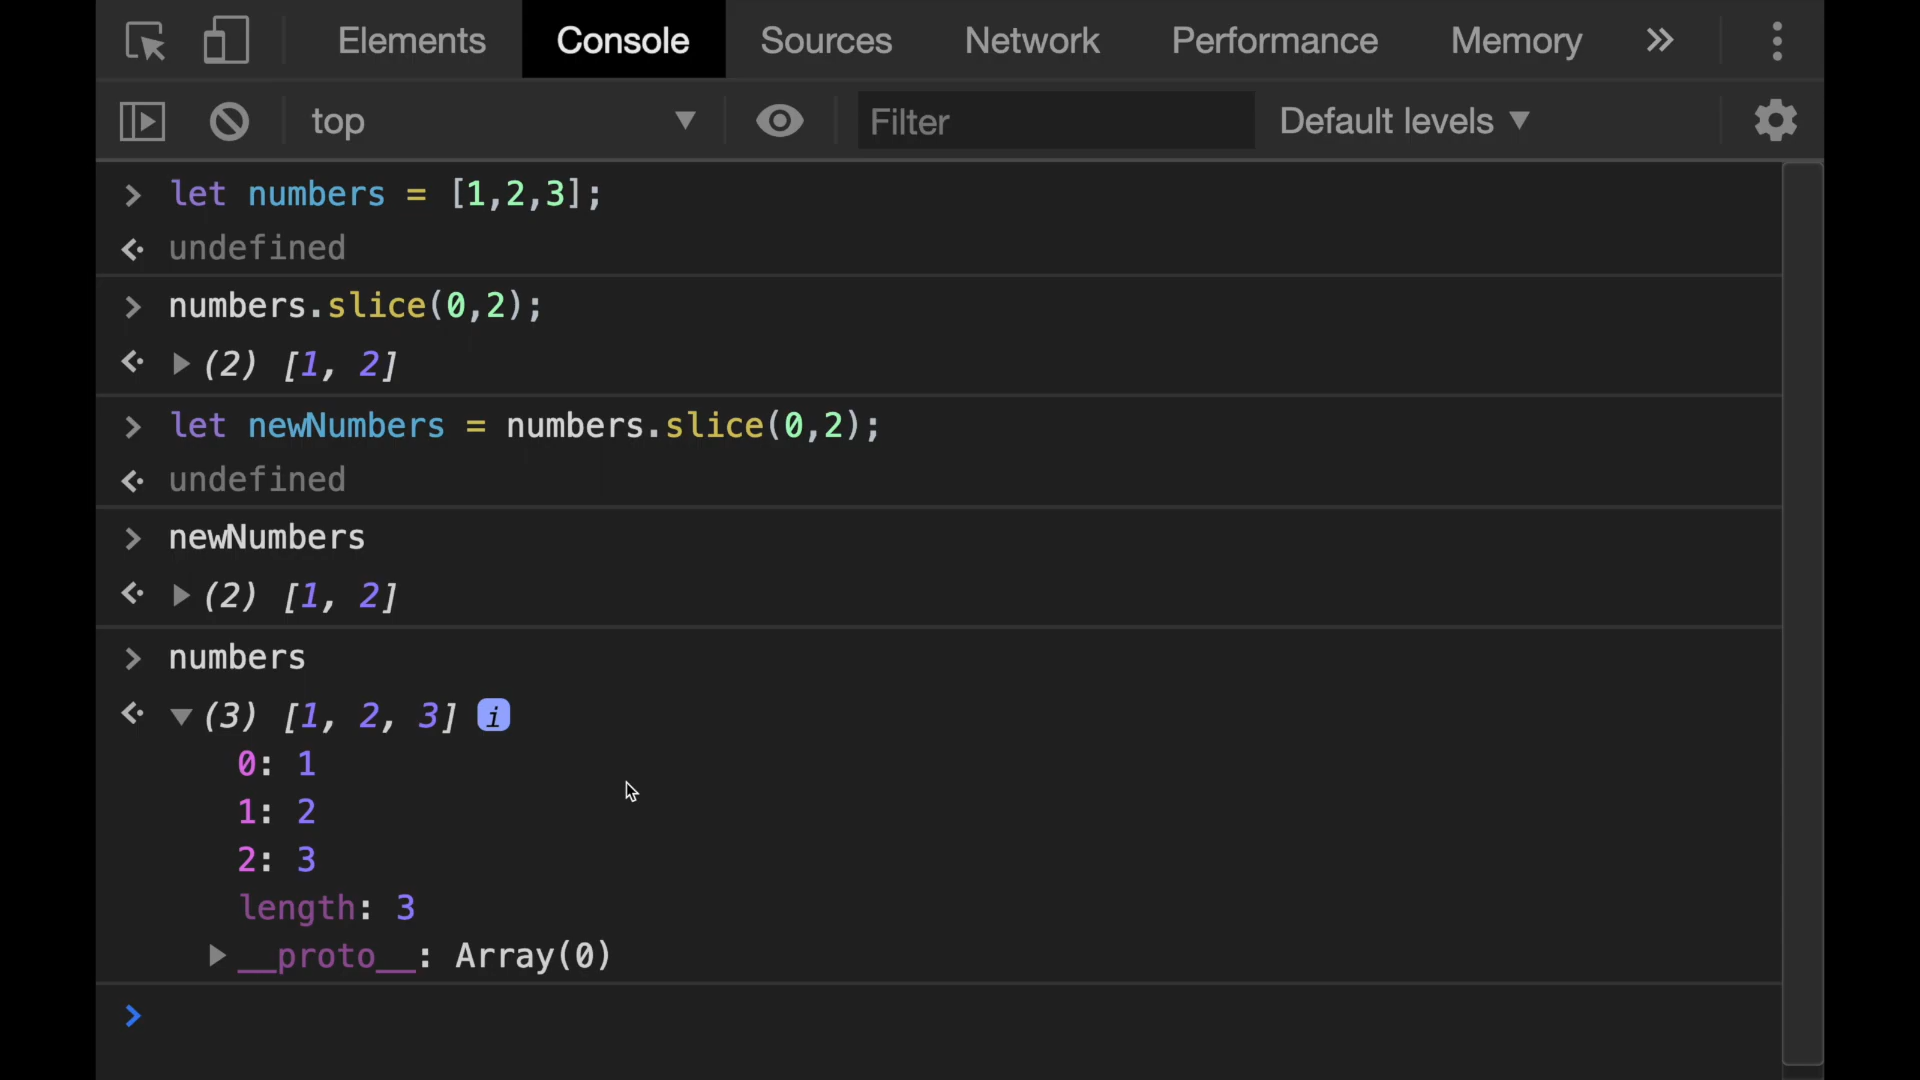 Elements Console Sources Network Performance Memory
top Filter Default levels
let numbers = [1,2,3];
undefined
numbers.slice(0,2);
(2) [1, 2]
let newNumbers = numbers.slice(0,2);
undefined
newNumbers
(2) [1, 2]
numbers
(3) [1, 2, 3] i
0: 1
1: 2
2: 3
length: 3
__proto__: Array(0)